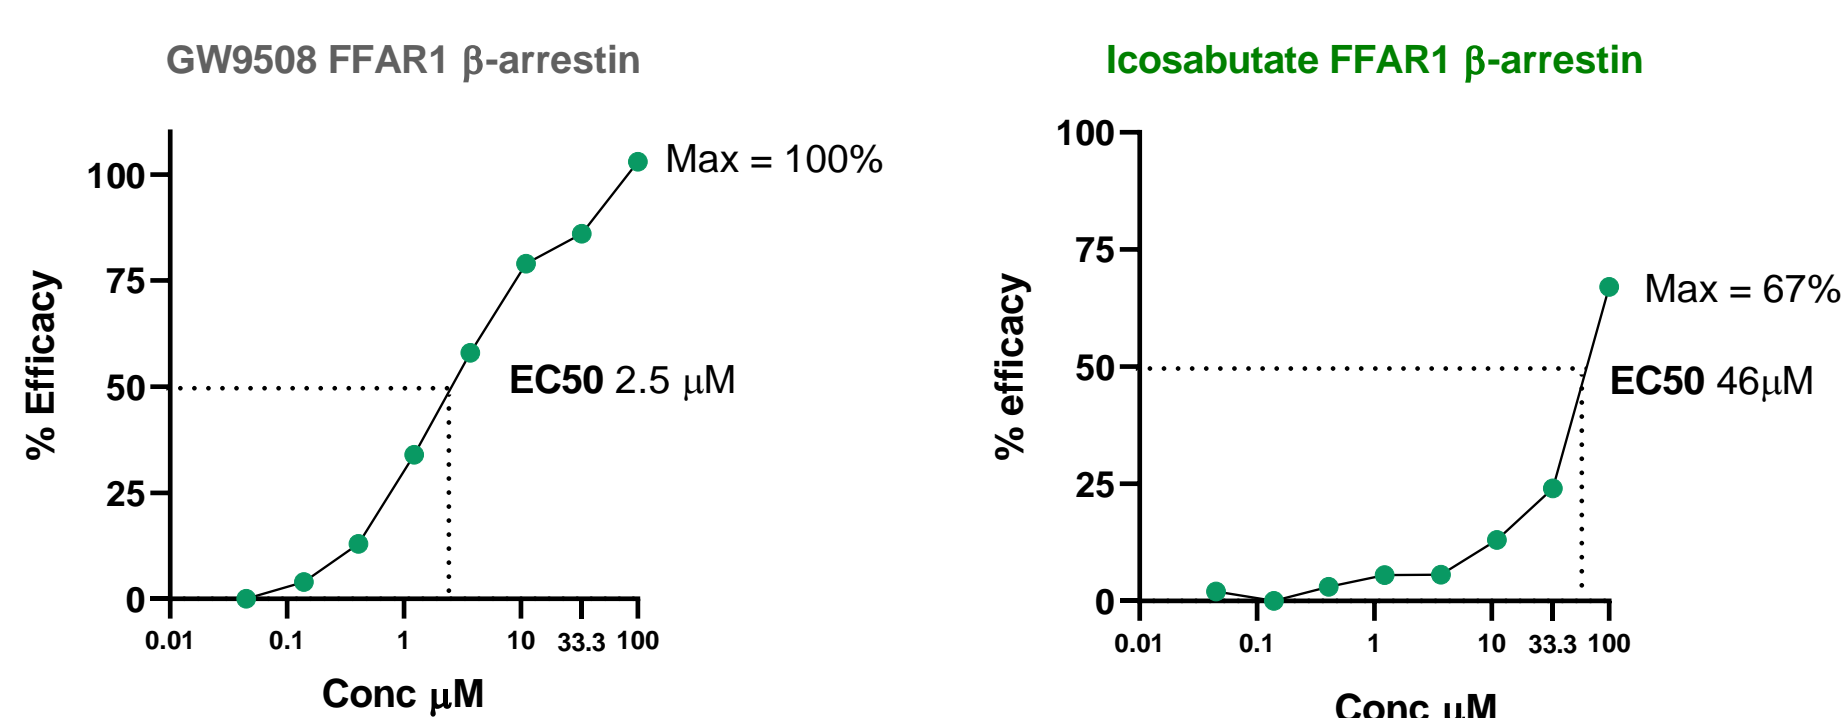 GW9508 FFAR1 β-arrestin
100
75
50
25
0
% Efficacy
Max = 100%
EC50 2.5 μM
0.01 0.1 1 10 33.3 100
Conc μM
Icosabutate FFAR1 β-arrestin
100
75
50
25
0
% efficacy
Max = 67%
EC50 46μM
0.01 0.1 1 10 33.3 100
Conc μM